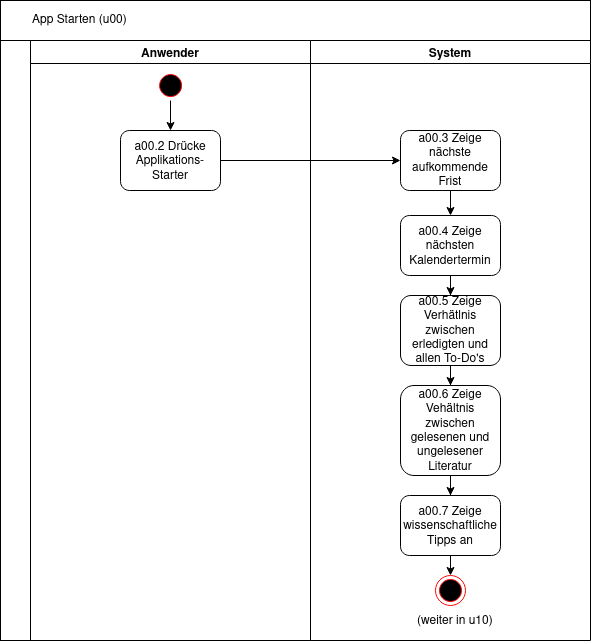 App Starten (u00)
Anwender
System
a00.2 Drücke
Applikations-
Starter
a00.3 Zeige
nächste
aufkommende
Frist
a00.4 Zeige
nächsten
Kalendertermin
a00.5 Zeige
Verhätlnis
zwischen
erledigten und
allen To-Do's
a00.6 Zeige
Vehältnis
zwischen
gelesenen und
ungelesener
Literatur
a00.7 Zeige
wissenschaftliche
Tipps an
(weiter in u10)